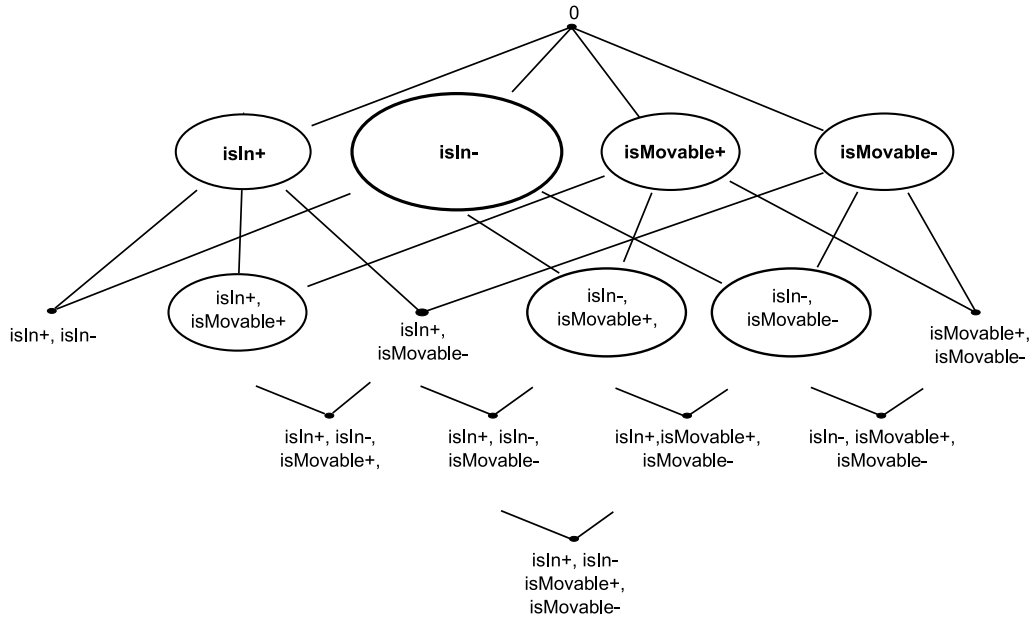 0
isIn+
isIn-
isMovable+
isMovable-
isIn+, isIn-
isIn+,
isMovable+
isIn+,
isMovable-
isIn-,
isMovable+,
isIn-,
isMovable-
isMovable+,
isMovable-
isIn+, isIn-,
isMovable+,
isIn+, isIn-,
isMovable-
isIn+,isMovable+,
isMovable-
isIn-, isMovable+,
isMovable-
isIn+, isIn-
isMovable+,
isMovable-